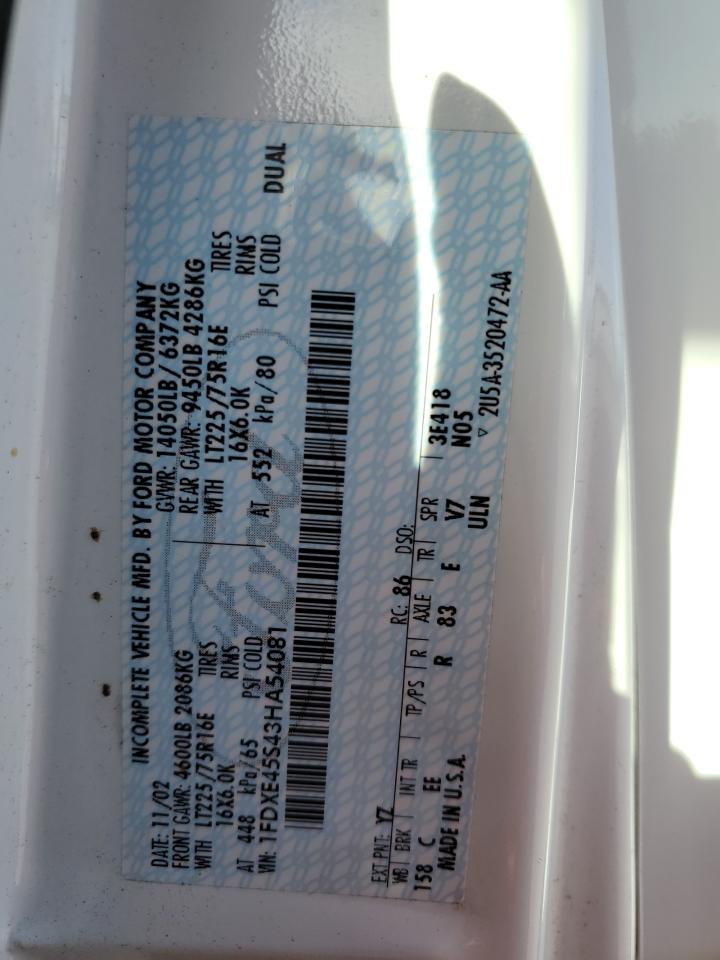 INCOMPLETE VEHICLE MFD. BY FORD MOTOR COMPANY
DATE: 11/02 GVWR: 14050LB / 6372KG
FRONT GAWR: 4600LB 2086KG REAR GAWR: 9450LB 4286KG
WITH LT225/75R16E TIRES WITH LT225/75R16E TIRES
16X6.0K RIMS 16X6.0K RIMS
AT 448 kPa/65 PSI COLD AT 552 kPa/80 PSI COLD DUAL
VIN: 1FDXE45S43HA54081
Ford
EXT PNT: YZ RC: 86 DSO:
WB BRK INT TR TP/PS R AXLE TR SPR 3E418
158 C EE R 83 E V7 N05
MADE IN U.S.A. ULN ▽ 2U5A-3520472-AA